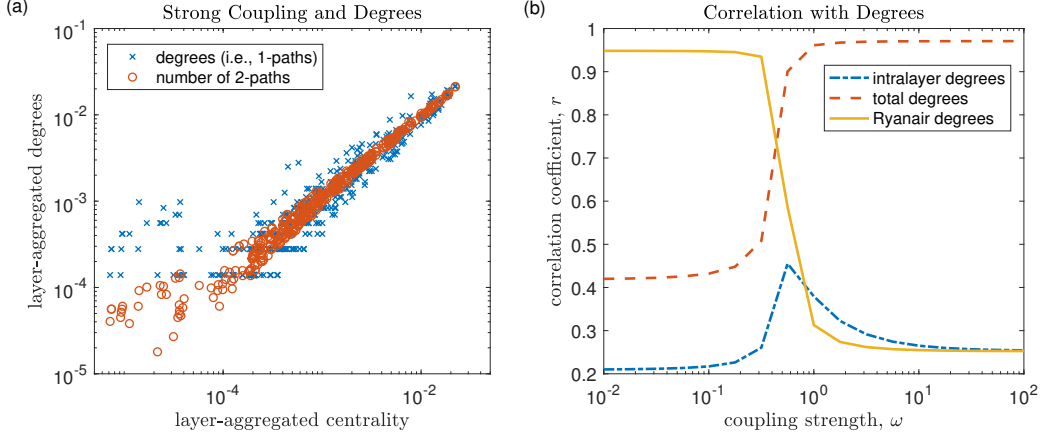 (a)
Strong Coupling and Degrees
10^-1
10^-2
10^-3
10^-4
10^-5
layer-aggregated degrees
× degrees (i.e., 1-paths)
○ number of 2-paths
10^-4
10^-2
layer-aggregated centrality
(b)
Correlation with Degrees
1
0.9
0.8
0.7
0.6
0.5
0.4
0.3
0.2
correlation coefficient, r
intralayer degrees
total degrees
Ryanair degrees
10^-2
10^-1
10^0
10^1
10^2
coupling strength, ω